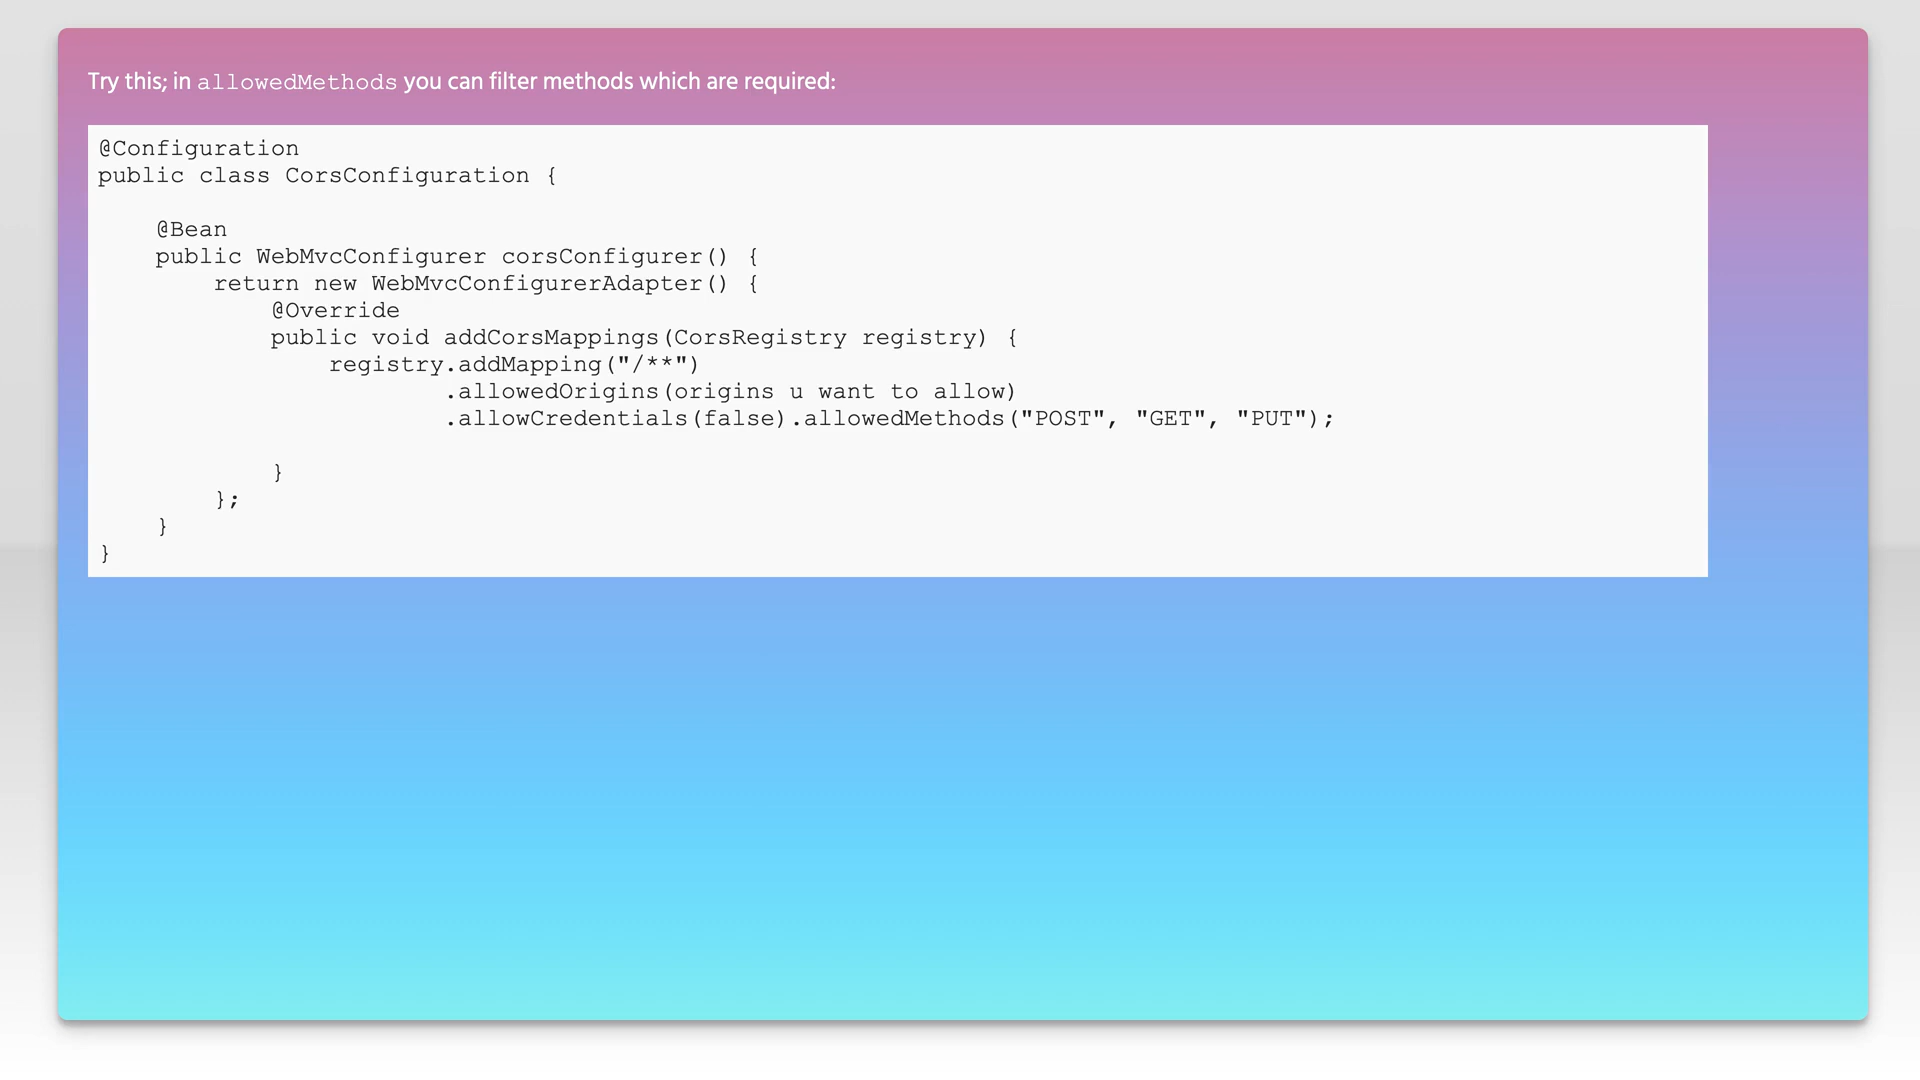 Try this; in allowedMethods you can filter methods which are required:
@Configuration
public class CorsConfiguration {
@Bean
public WebMvcConfigurer corsConfigurer() {
return new WebMvcConfigurerAdapter() {
@Override
public void addCorsMappings(CorsRegistry registry) {
registry.addMapping("/**")
.allowedOrigins(origins u want to allow)
.allowCredentials(false).allowedMethods("POST", "GET", "PUT");
}
};
}
}